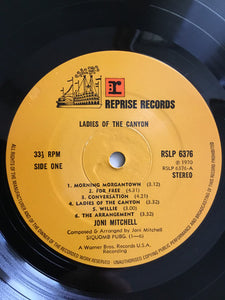 R
REPRISE RECORDS
LADIES OF THE CANYON
33⅓ RPM
SIDE ONE
RSLP 6376
℗ 1970
RSLP 6376-A
STEREO
1. MORNING MORGANTOWN (3.12)
2. FOR FREE (4.31)
3. CONVERSATION (4.21)
4. LADIES OF THE CANYON (3.32)
5. WILLIE (3.00)
6. THE ARRANGEMENT (3.32)
JONI MITCHELL
Composed & Arranged by Joni Mitchell
SIQUOMB PUBG. (1—6)
A Warner Bros. Records U.S.A.
Recording